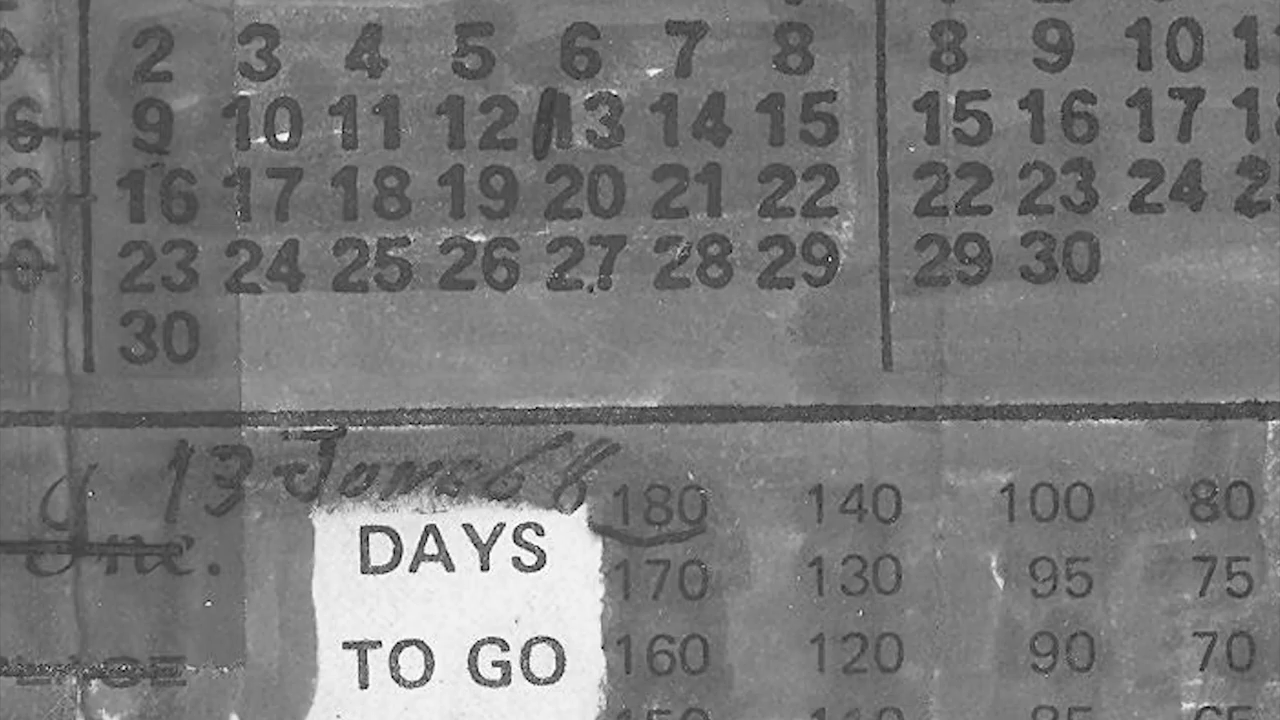 2 3 4 5 6 7 8 8 9 10
6 9 10 11 12 13 14 15 15 16 17
16 17 18 19 20 21 22 22 23 24
23 24 25 26 27 28 29 29 30
30
13 June 68
180 140 100 80
DAYS
one.
170 130 95 75
TO GO 160 120 90 70